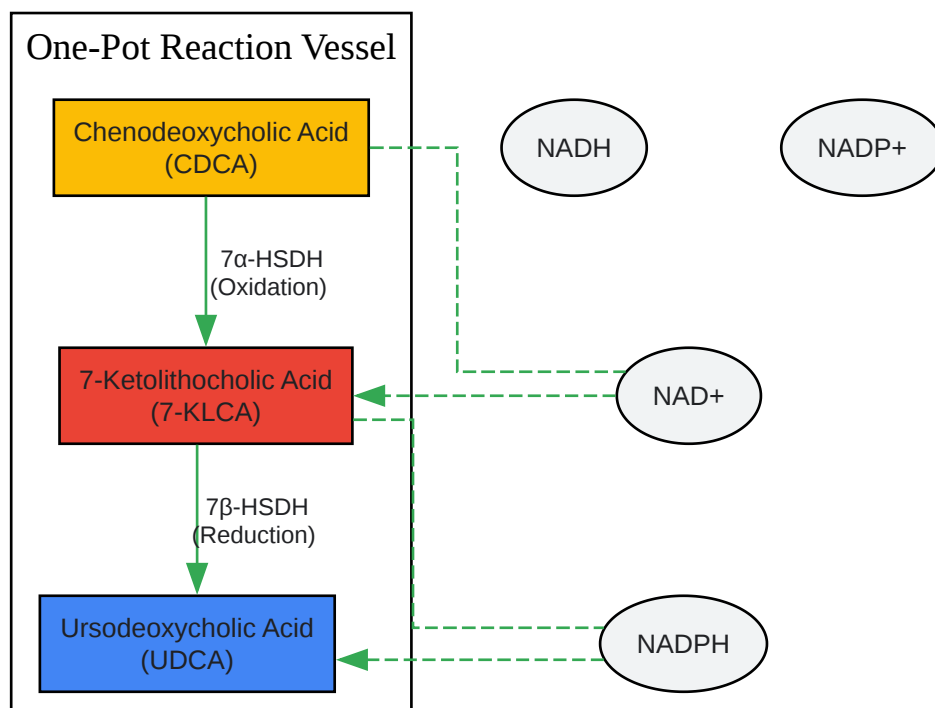 One-Pot Reaction Vessel
Chenodeoxycholic Acid
(CDCA)
NADH
NADP+
7α-HSDH
(Oxidation)
7-Ketolithocholic Acid
(7-KLCA)
NAD+
7β-HSDH
(Reduction)
Ursodeoxycholic Acid
(UDCA)
NADPH